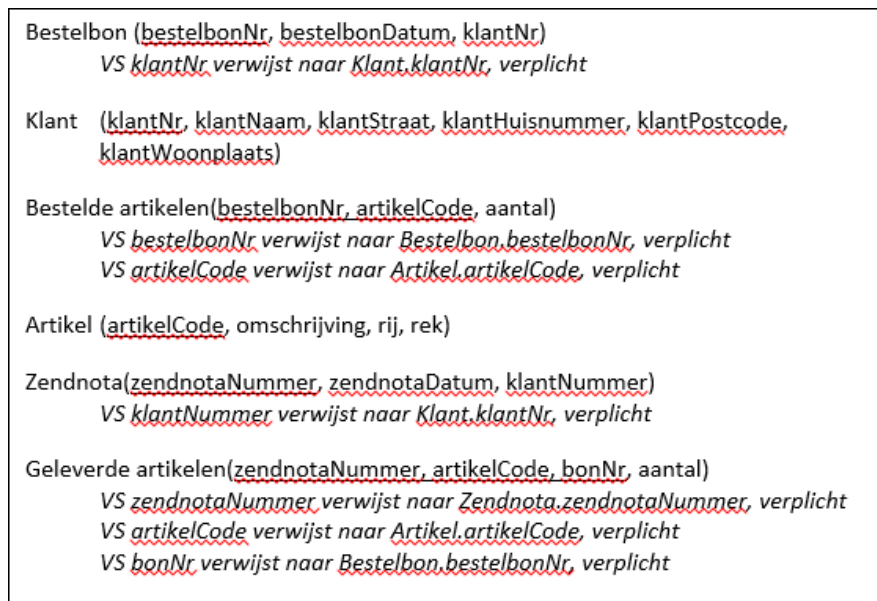 Bestelbon (bestelbonNr, bestelbonDatum, klantNr)
VS klantNr verwijst naar Klant.klantNr, verplicht
Klant (klantNr, klantNaam, klantStraat, klantHuisnummer, klantPostcode,
klantWoonplaats)
Bestelde artikelen(bestelbonNr, artikelCode, aantal)
VS bestelbonNr verwijst naar Bestelbon.bestelbonNr, verplicht
VS artikelCode verwijst naar Artikel.artikelCode, verplicht
Artikel (artikelCode, omschrijving, rij, rek)
Zendnota(zendnotaNummer, zendnotaDatum, klantNummer)
VS klantNummer verwijst naar Klant.klantNr, verplicht
Geleverde artikelen(zendnotaNummer, artikelCode, bonNr, aantal)
VS zendnotaNummer verwijst naar Zendnota.zendnotaNummer, verplicht
VS artikelCode verwijst naar Artikel.artikelCode, verplicht
VS bonNr verwijst naar Bestelbon.bestelbonNr, verplicht